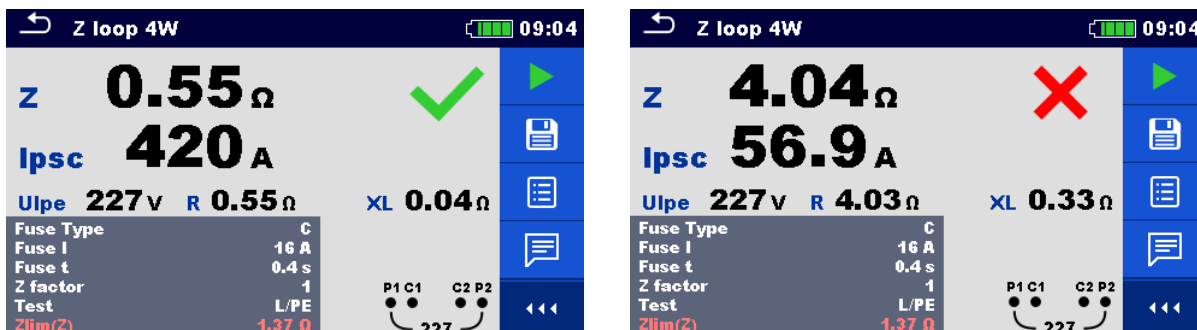 Z loop 4W 09:04
Z 0.55 Ω
Ipsc 420 A
Ulpe 227 V R 0.55 Ω XL 0.04 Ω
Fuse Type C
Fuse I 16 A
Fuse t 0.4 s
Z factor 1
Test L/PE
Zlim(Z) 1.37 Ω
P1 C1 C2 P2
227
Z loop 4W 09:04
Z 4.04 Ω
Ipsc 56.9 A
Ulpe 227 V R 4.03 Ω XL 0.33 Ω
Fuse Type C
Fuse I 16 A
Fuse t 0.4 s
Z factor 1
Test L/PE
Zlim(Z) 1.37 Ω
P1 C1 C2 P2
227